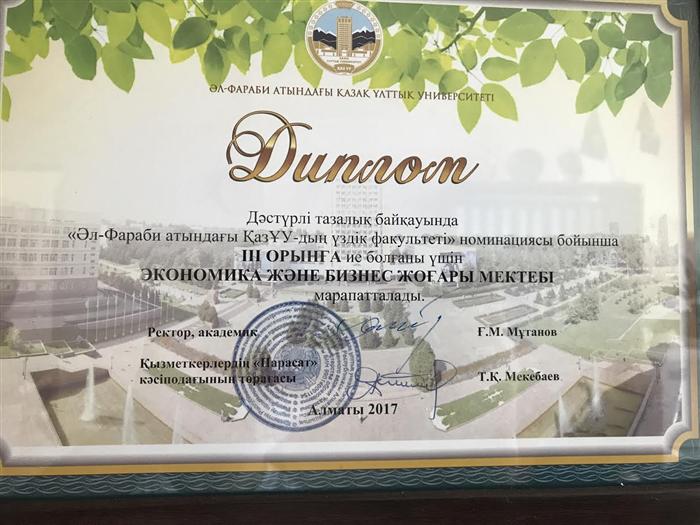 ӘЛ-ФАРАБИ АТЫНДАҒЫ ҚАЗАҚ ҰЛТТЫҚ УНИВЕРСИТЕТІ
Диплом
Дәстүрлі тазалық байқауында
«Әл-Фараби атындағы ҚазҰУ-дың үздік факультеті» номинациясы бойынша
ІІІ ОРЫНҒА ие болғаны үшін
ЭКОНОМИКА ЖӘНЕ БИЗНЕС ЖОҒАРЫ МЕКТЕБІ
марапатталады.
Ректор, академик Ғ.М. Мұтанов
Қызметкерлердің «Парасат»
кәсіподағының төрағасы Т.Қ. Мекебаев
Алматы 2017